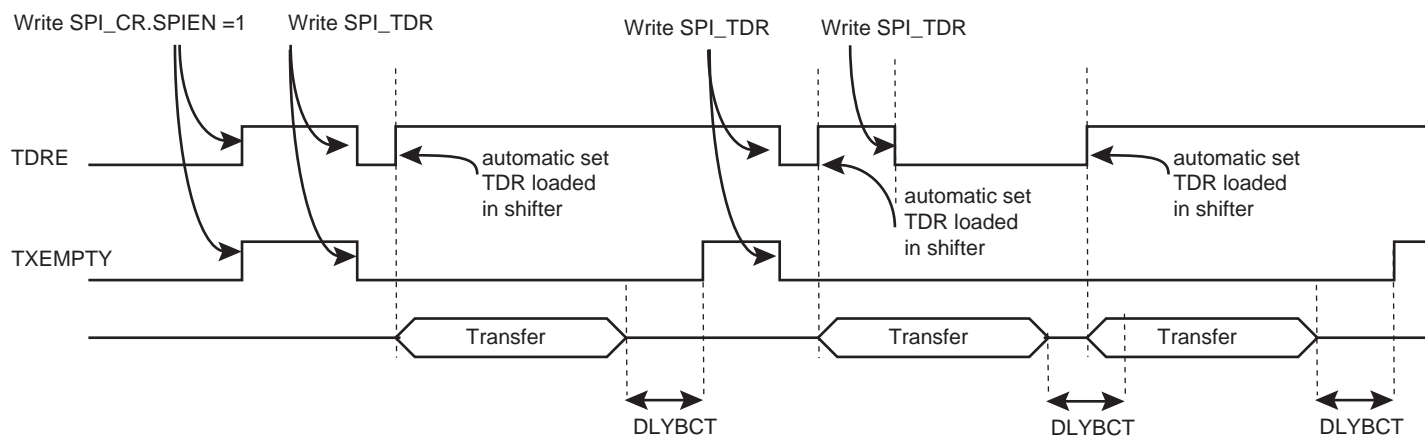 Write SPI_CR.SPIEN =1
Write SPI_TDR
Write SPI_TDR
Write SPI_TDR
TDRE
automatic set
TDR loaded
in shifter
automatic set
TDR loaded
in shifter
automatic set
TDR loaded
in shifter
TXEMPTY
Transfer
Transfer
Transfer
DLYBCT
DLYBCT
DLYBCT